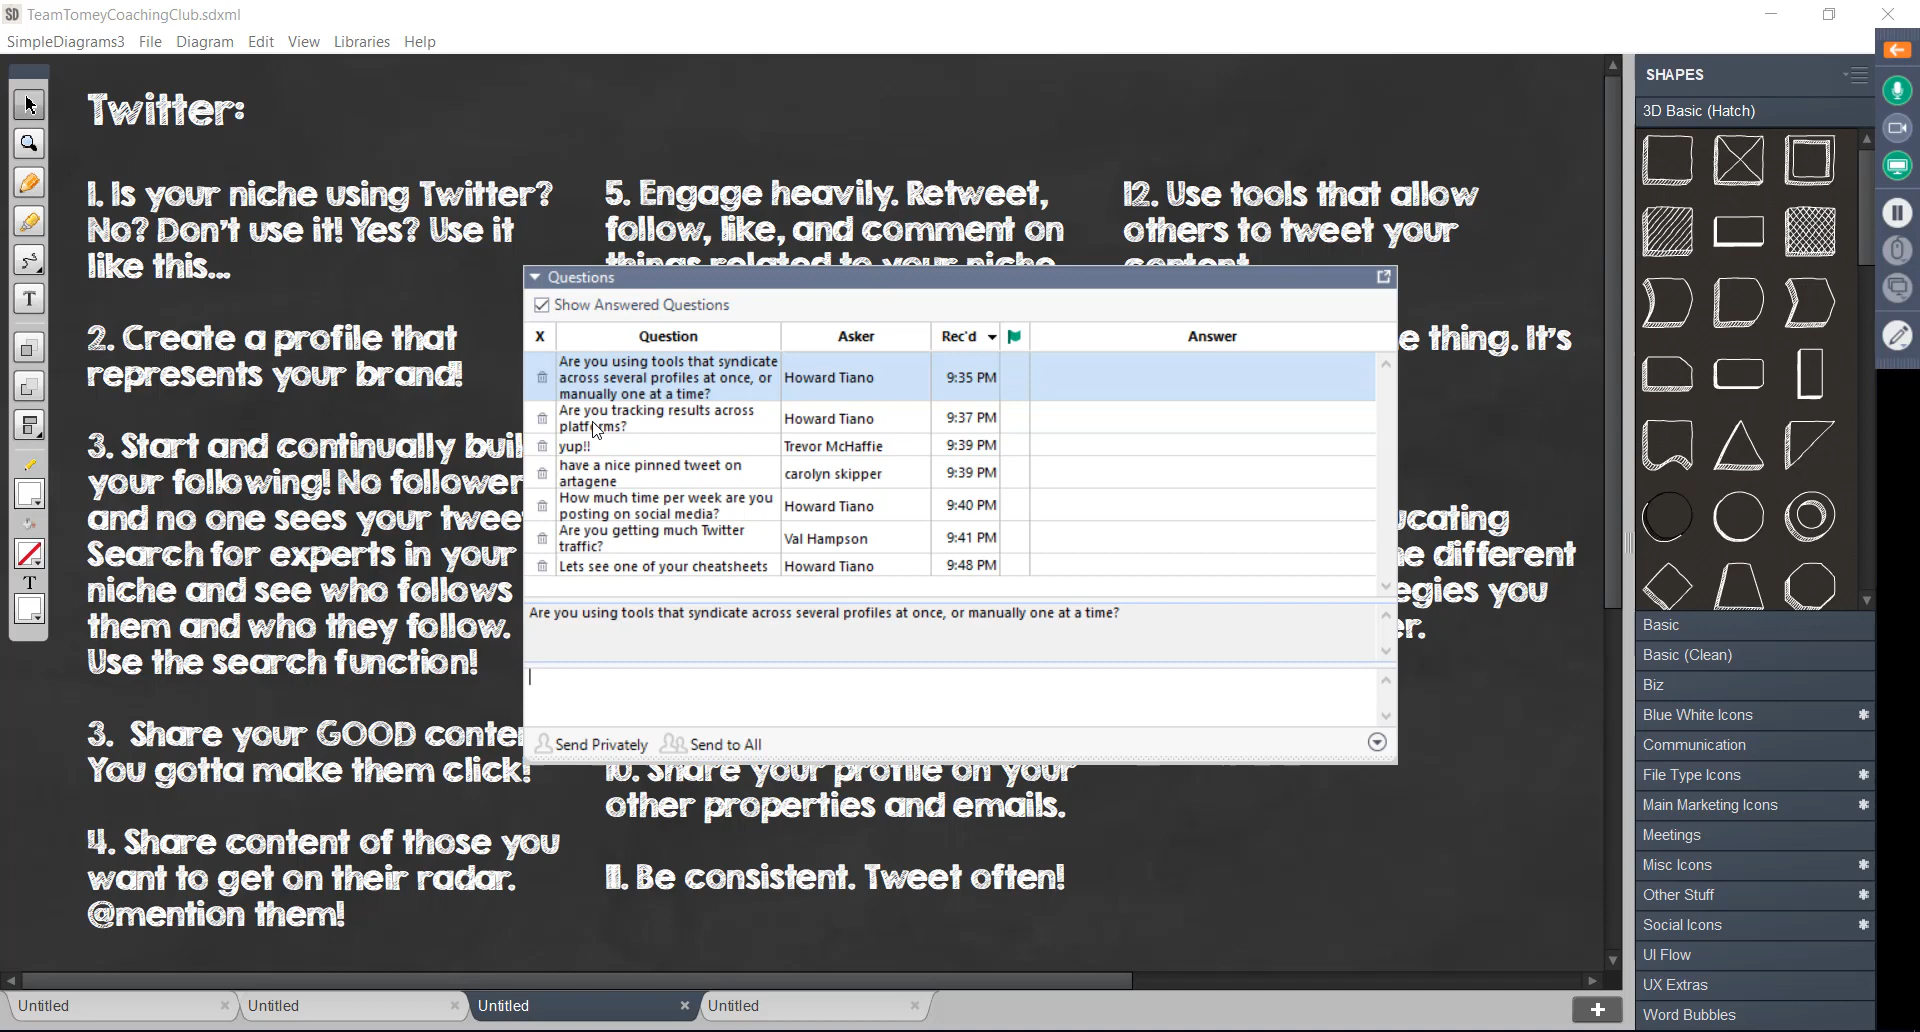 SD TeamTomeyCoachingClub.sdxml
SimpleDiagrams3 File Diagram Edit View Libraries Help
Twitter:
1. Is your niche using Twitter?
No? Don't use it! Yes? Use it
like this...
2. Create a profile that
represents your brand!
3. Start and continually buil
your following! No follower
and no one sees your twee
Search for experts in your
niche and see who follows
them and who they follow.
Use the search function!
3. Share your GOOD conte
You gotta make them click!
4. Share content of those you
want to get on their radar.
@mention them!
5. Engage heavily. Retweet,
follow, like, and comment on
things related to your niche
10. Share your profile on your
other properties and emails.
11. Be consistent. Tweet often!
12. Use tools that allow
others to tweet your
content
e thing. It's
ucating
e different
egies you
er.
Questions
Show Answered Questions
X Question Asker Rec'd Answer
Are you using tools that syndicate
across several profiles at once, or
manually one at a time?
Howard Tiano 9:35 PM
Are you tracking results across
platforms?
Howard Tiano 9:37 PM
yup!! Trevor McHaffie 9:39 PM
have a nice pinned tweet on
artagene
carolyn skipper 9:39 PM
How much time per week are you
posting on social media?
Howard Tiano 9:40 PM
Are you getting much Twitter
traffic?
Val Hampson 9:41 PM
Lets see one of your cheatsheets Howard Tiano 9:48 PM
Are you using tools that syndicate across several profiles at once, or manually one at a time?
Send Privately Send to All
T
T
SHAPES
3D Basic (Hatch)
Basic
Basic (Clean)
Biz
Blue White Icons
Communication
File Type Icons
Main Marketing Icons
Meetings
Misc Icons
Other Stuff
Social Icons
UI Flow
UX Extras
Word Bubbles
Untitled Untitled Untitled Untitled